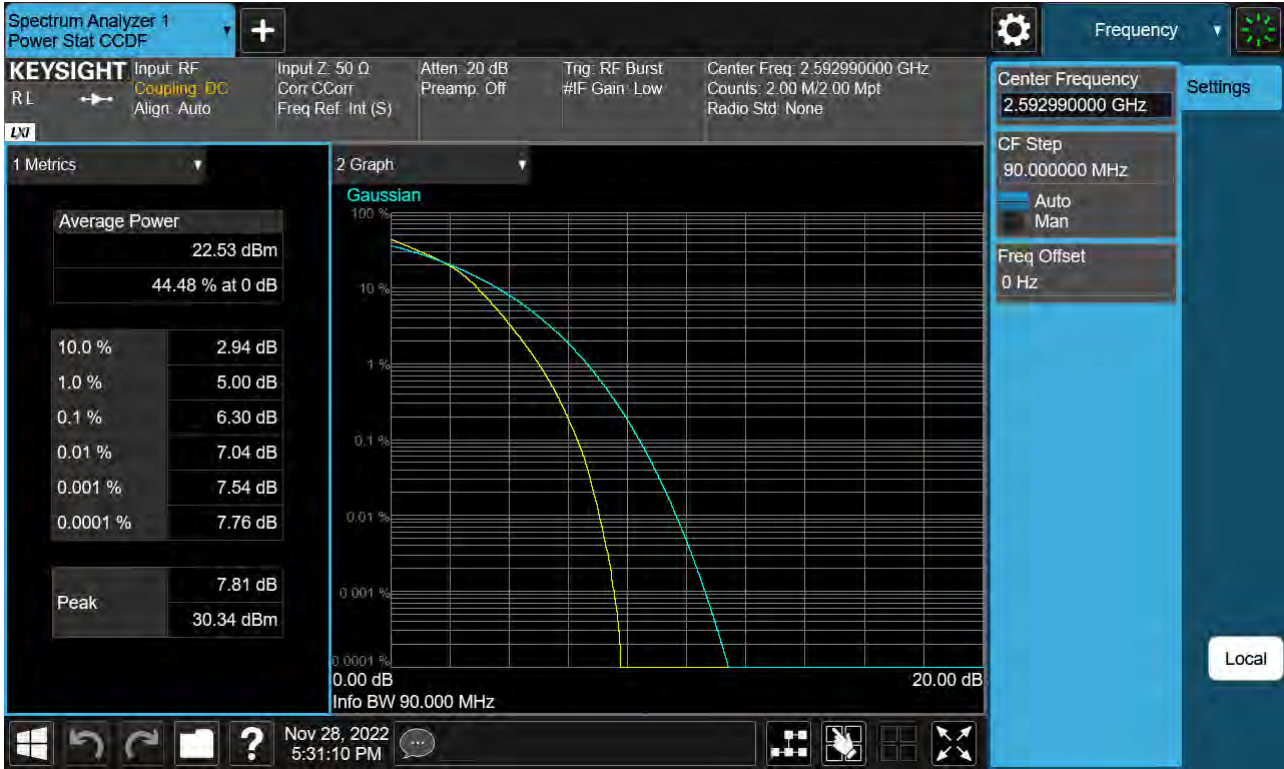 Spectrum Analyzer 1
Power Stat CCDF
Frequency
KEYSIGHT
R L
LXI
Input: RF
Coupling: DC
Align: Auto
Input Z: 50 Ω
Corr CCorr
Freq Ref: Int (S)
Atten: 20 dB
Preamp: Off
Trig: RF Burst
#IF Gain: Low
Center Freq: 2.592990000 GHz
Counts: 2.00 M/2.00 Mpt
Radio Std: None
Center Frequency
2.592990000 GHz
Settings
CF Step
90.000000 MHz
Auto
Man
Freq Offset
0 Hz
Local
1 Metrics
Average Power
22.53 dBm
44.48 % at 0 dB
10.0 % 2.94 dB
1.0 % 5.00 dB
0.1 % 6.30 dB
0.01 % 7.04 dB
0.001 % 7.54 dB
0.0001 % 7.76 dB
Peak
7.81 dB
30.34 dBm
2 Graph
Gaussian
100 %
10 %
1 %
0.1 %
0.01 %
0.001 %
0.0001 %
0.00 dB 20.00 dB
Info BW 90.000 MHz
?
Nov 28, 2022
5:31:10 PM